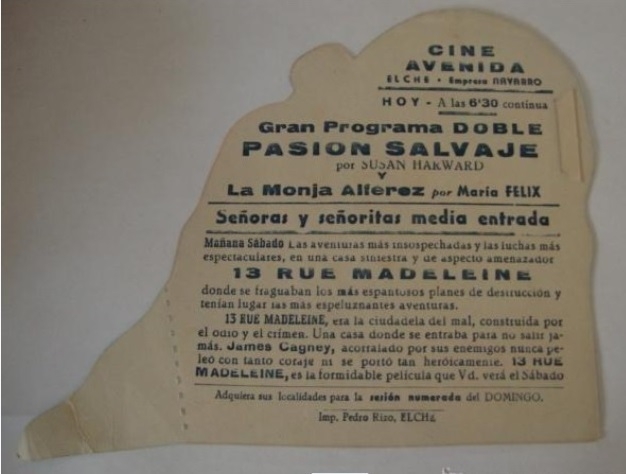 CINE
AVENIDA
ELCHE • Empresa NAVARRO
HOY - A las 6'30 contínua
Gran Programa DOBLE
PASION SALVAJE
por SUSAN HARWARD
Y
La Monja Alférez por María FELIX
Señoras y señoritas media entrada
Mañana Sábado Las aventuras más insospechadas y las luchas más
espectaculares, en una casa siniestra y de aspecto amenazador
13 RUE MADELEINE
donde se fraguaban los más espantosos planes de destrucción y
tenían lugar las más espeluznantes aventuras.
13 RUE MADELEINE, era la ciudadela del mal, construida por
el odio y el crimen. Una casa donde se entraba para no salir ja-
más. James Cagney, acorralado por sus enemigos nunca pe-
leó con tanto coraje ni se portó tan heróicamente. 13 RUE
MADELEINE, es la formidable película que Vd. verá el Sábado
Adquiera sus localidades para la sesión numerada del DOMINGO.
Imp. Pedro Rizo, ELCHE